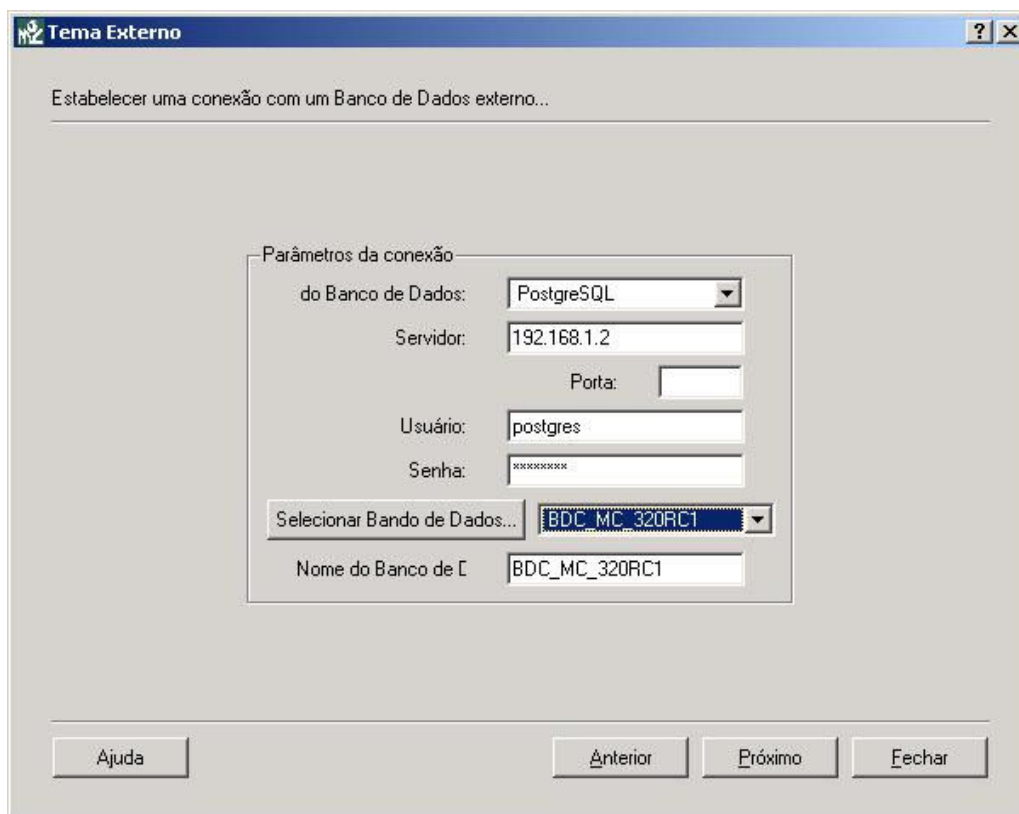 Tema Externo
Estabelecer uma conexão com um Banco de Dados externo...
Parâmetros da conexão
do Banco de Dados: PostgreSQL
Servidor: 192.168.1.2
Porta:
Usuário: postgres
Senha: ********
Selecionar Bando de Dados... BDC_MC_320RC1
Nome do Banco de D BDC_MC_320RC1
Ajuda Anterior Próximo Fechar